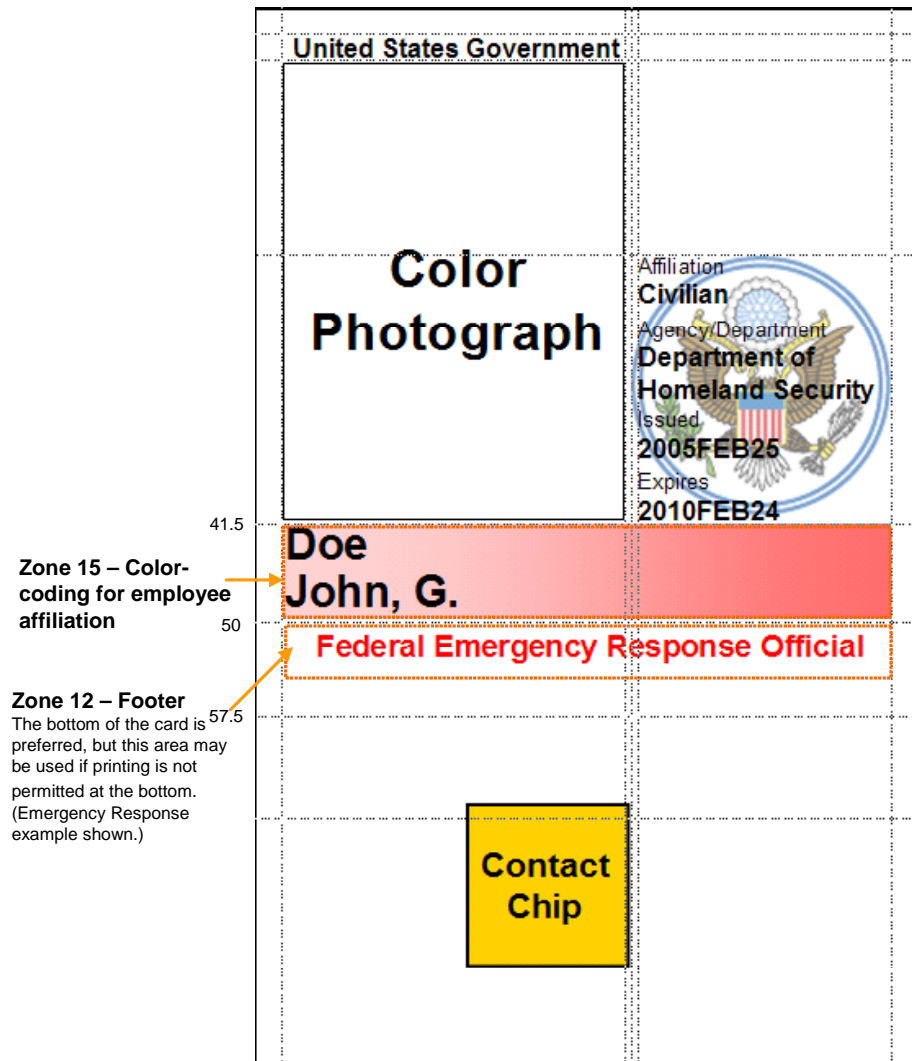 United States Government
Color
Photograph
Affiliation
Civilian
Agency/Department
Department of
Homeland Security
Issued
2005FEB25
Expires
2010FEB24
41.5
Doe
John, G.
Zone 15 – Color-
coding for employee
affiliation
50
Federal Emergency Response Official
Zone 12 – Footer
57.5
The bottom of the card is
preferred, but this area may
be used if printing is not
permitted at the bottom.
(Emergency Response
example shown.)
Contact
Chip